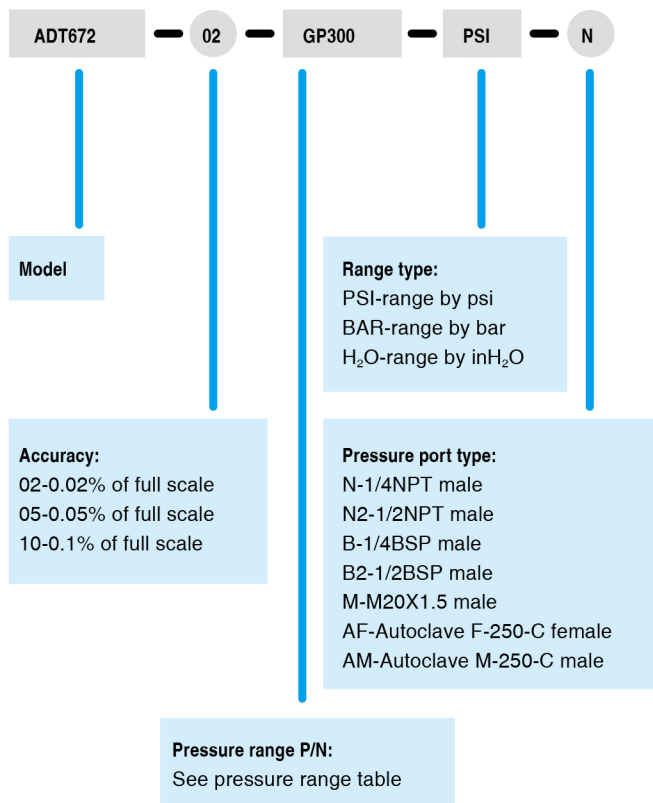 ADT672 02 GP300 PSI N
Model
Range type:
PSI-range by psi
BAR-range by bar
H₂O-range by inH₂O
Accuracy:
02-0.02% of full scale
05-0.05% of full scale
10-0.1% of full scale
Pressure port type:
N-1/4NPT male
N2-1/2NPT male
B-1/4BSP male
B2-1/2BSP male
M-M20X1.5 male
AF-Autoclave F-250-C female
AM-Autoclave M-250-C male
Pressure range P/N:
See pressure range table